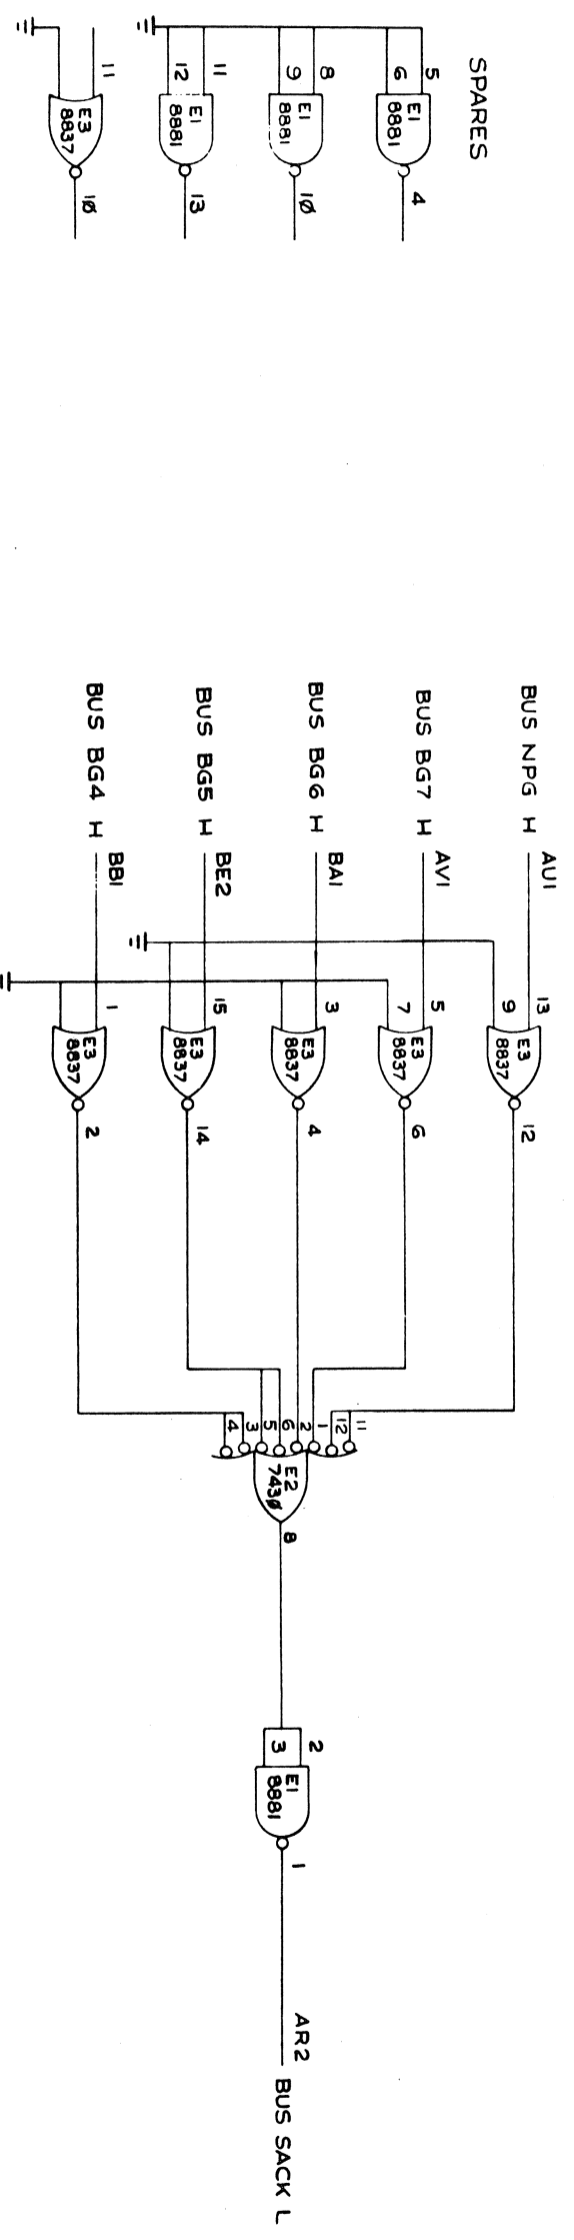 SPARES
5
6
E1
8881
4
8
9
E1
8881
1Ø
11
12
E1
8881
13
11
E3
8837
1Ø
BUS NPG H
AU1
13
9
E3
8837
12
BUS BG7 H
AV1
5
7
E3
8837
6
BUS BG6 H
BA1
3
E3
8837
4
BUS BG5 H
BE2
15
E3
8837
14
BUS BG4 H
BB1
1
E3
8837
2
11
12
1
2
6
5
3
4
E2
743Ø
8
2
3
E1
8881
1
AR2
BUS SACK L